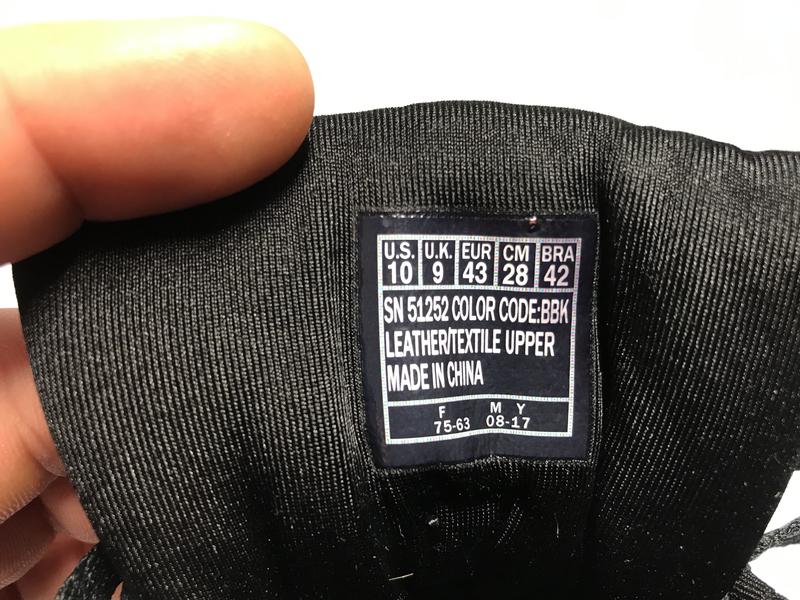 U.S. U.K. EUR CM BRA
10 9 43 28 42
SN 51252 COLOR CODE:BBK
LEATHER/TEXTILE UPPER
MADE IN CHINA
F M Y
75-63 08-17